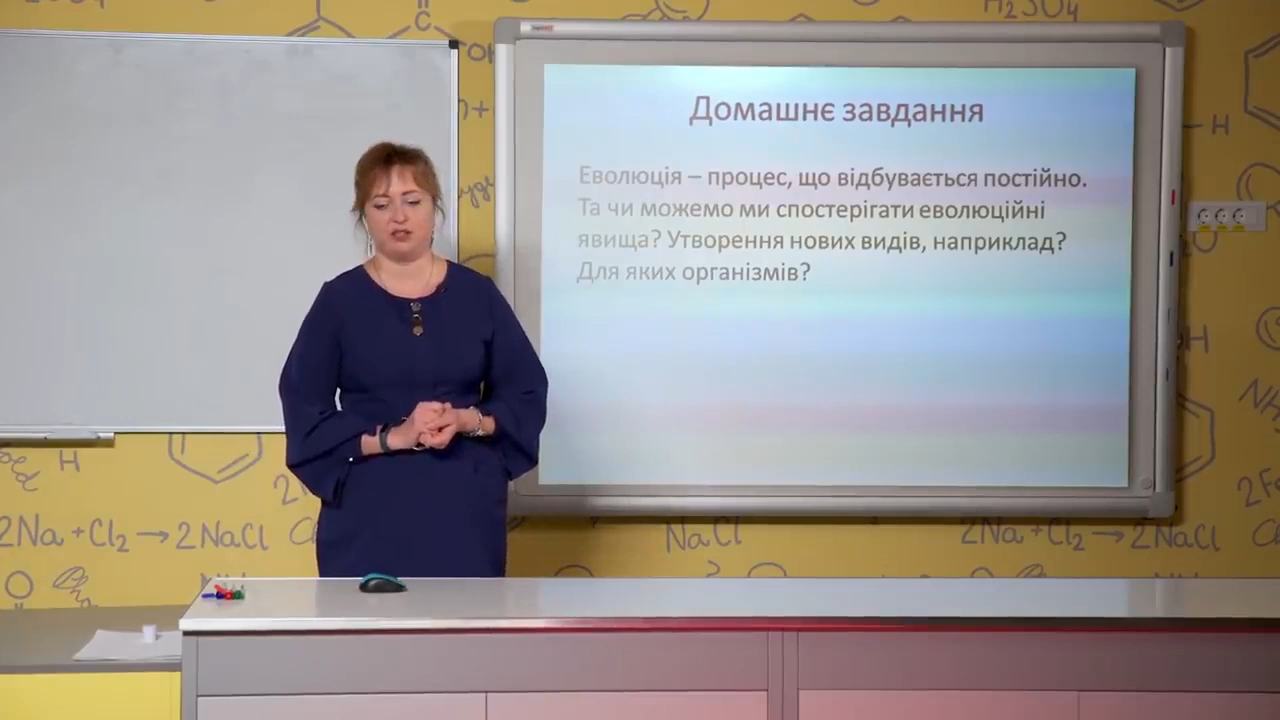 Домашнє завдання
Еволюція – процес, що відбувається постійно.
Та чи можемо ми спостерігати еволюційні
явища? Утворення нових видів, наприклад?
Для яких організмів?
H₂SO₄
C
OH
H
H
2Na + Cl₂ → 2NaCl
NaCl
2Na + Cl₂ → 2NaCl